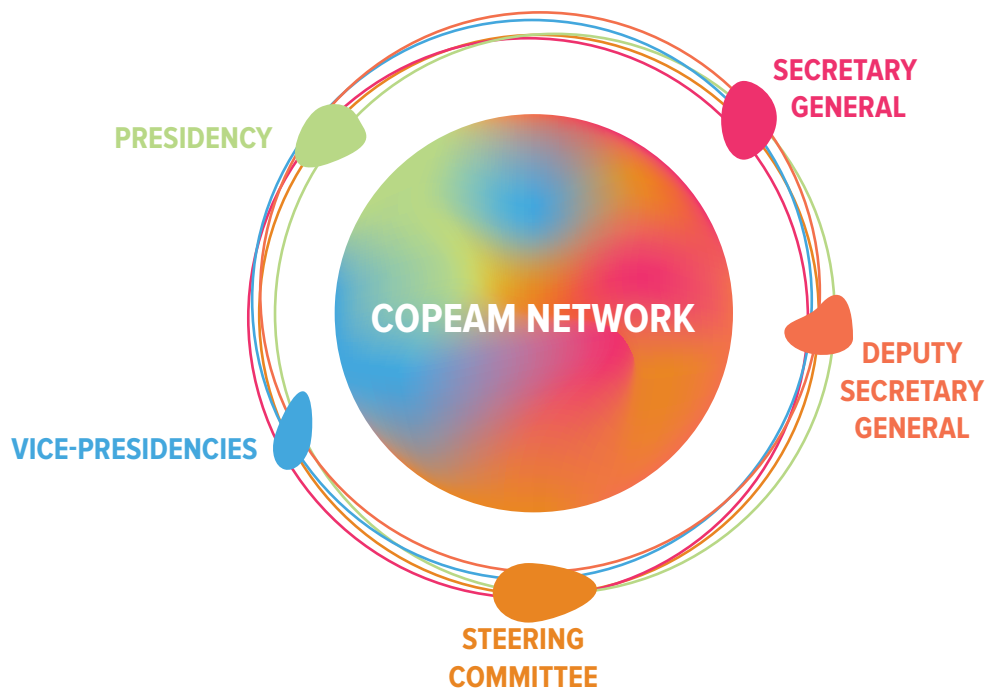 SECRETARY
GENERAL
PRESIDENCY
COPEAM NETWORK
DEPUTY
SECRETARY
GENERAL
VICE-PRESIDENCIES
STEERING
COMMITTEE